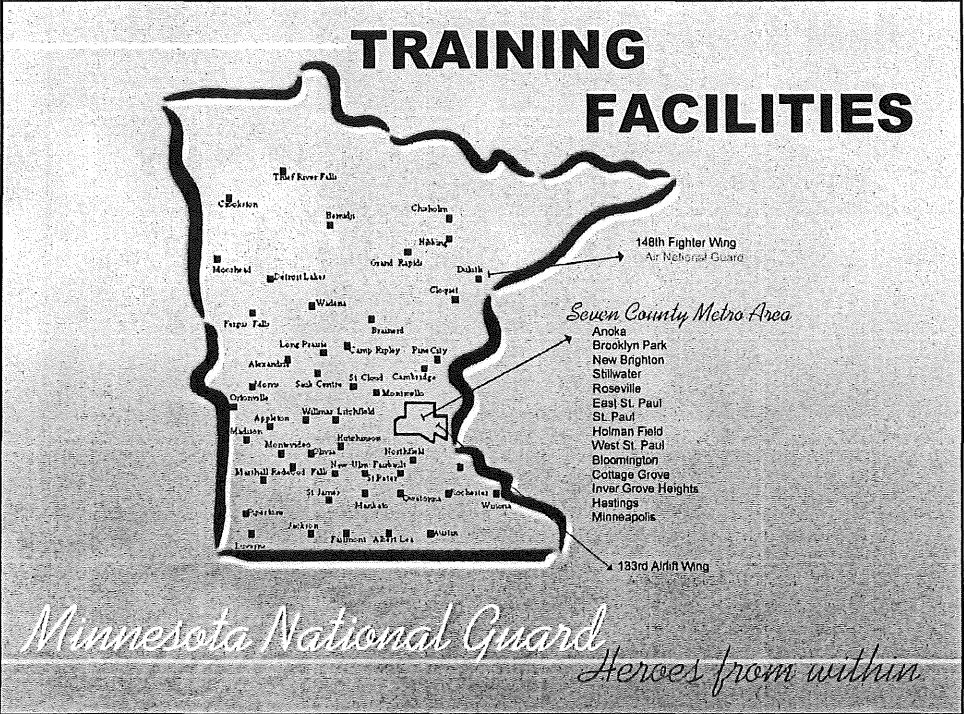 TRAINING
FACILITIES
Thief River Falls
Crookston
Bemidji
Chisholm
Hibbing
Grand Rapids
Moorhead
Detroit Lakes
Duluth
Cloquet
148th Fighter Wing
Air National Guard
Wadena
Fergus Falls
Brainerd
Long Prairie
Camp Ripley
Pine City
Alexandria
Sauk Centre
St Cloud
Cambridge
Morris
Monticello
Ortonville
Appleton
Willmar
Litchfield
Madison
Hutchinson
Montevideo
Olivia
Northfield
Marshall
Redwood Falls
New Ulm
Faribault
St Peter
St James
Mankato
Owatonna
Rochester
Winona
Pipestone
Jackson
Fairmont
Albert Lea
Austin
Luverne
Seven County Metro Area
Anoka
Brooklyn Park
New Brighton
Stillwater
Roseville
East St. Paul
St. Paul
Holman Field
West St. Paul
Bloomington
Cottage Grove
Inver Grove Heights
Hastings
Minneapolis
133rd Airlift Wing
Minnesota National Guard
Heroes from within